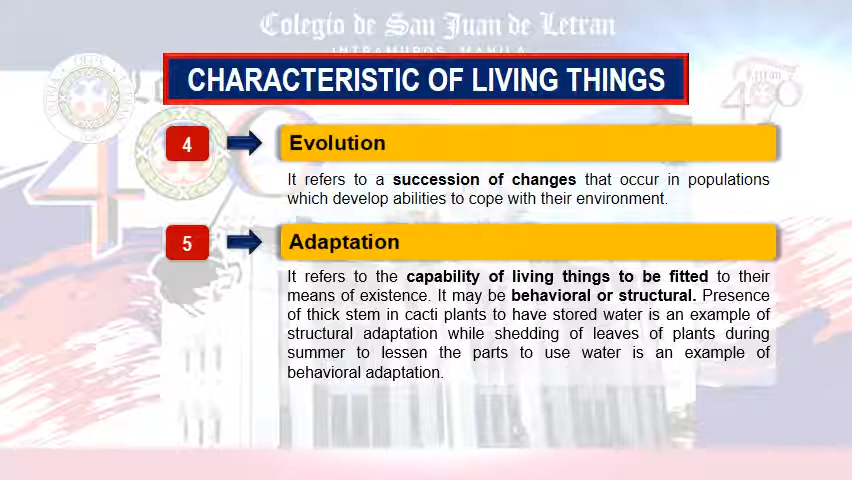 Colegio de San Juan de Letran
INTRAMUROS, MANILA
CHARACTERISTIC OF LIVING THINGS
Letran
400
4
Evolution
It refers to a succession of changes that occur in populations
which develop abilities to cope with their environment.
5
Adaptation
It refers to the capability of living things to be fitted to their
means of existence. It may be behavioral or structural. Presence
of thick stem in cacti plants to have stored water is an example of
structural adaptation while shedding of leaves of plants during
summer to lessen the parts to use water is an example of
behavioral adaptation.